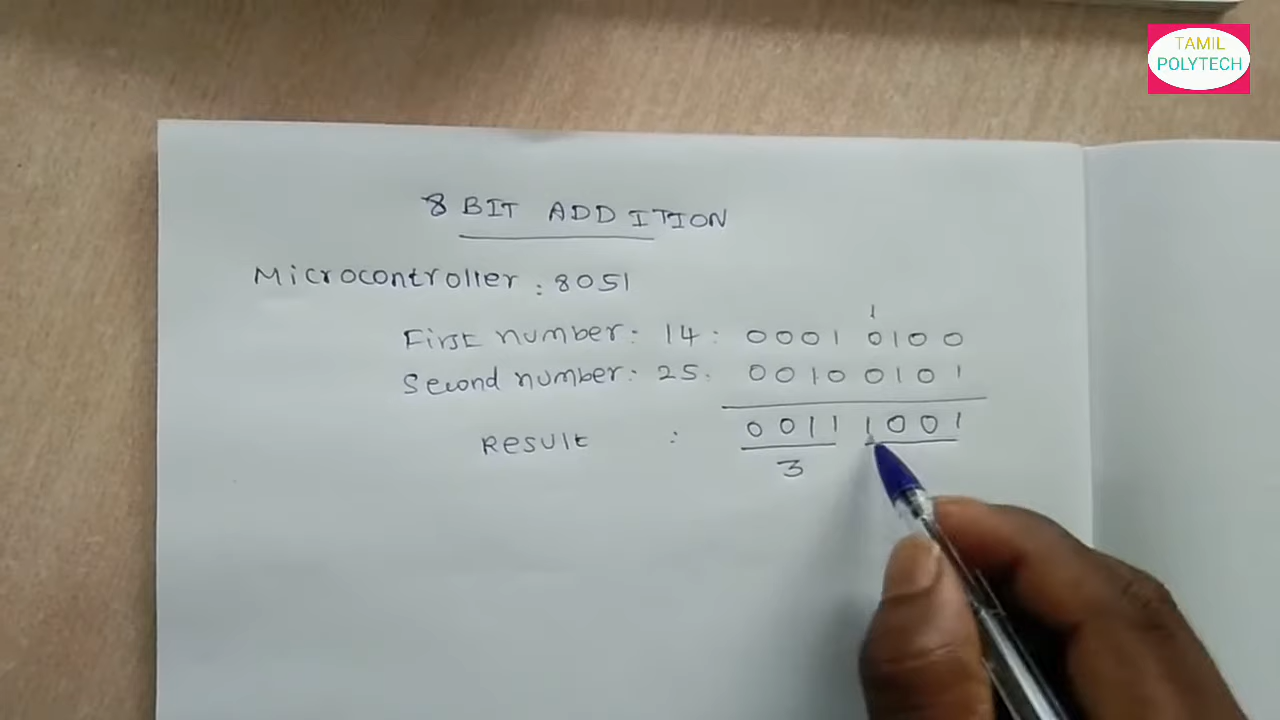 TAMIL
POLYTECH
8 BIT ADDITION
Microcontroller : 8051
1
First number : 14 : 0001 0100
Second number : 25 : 0010 0101
Result : 0011 1001
3